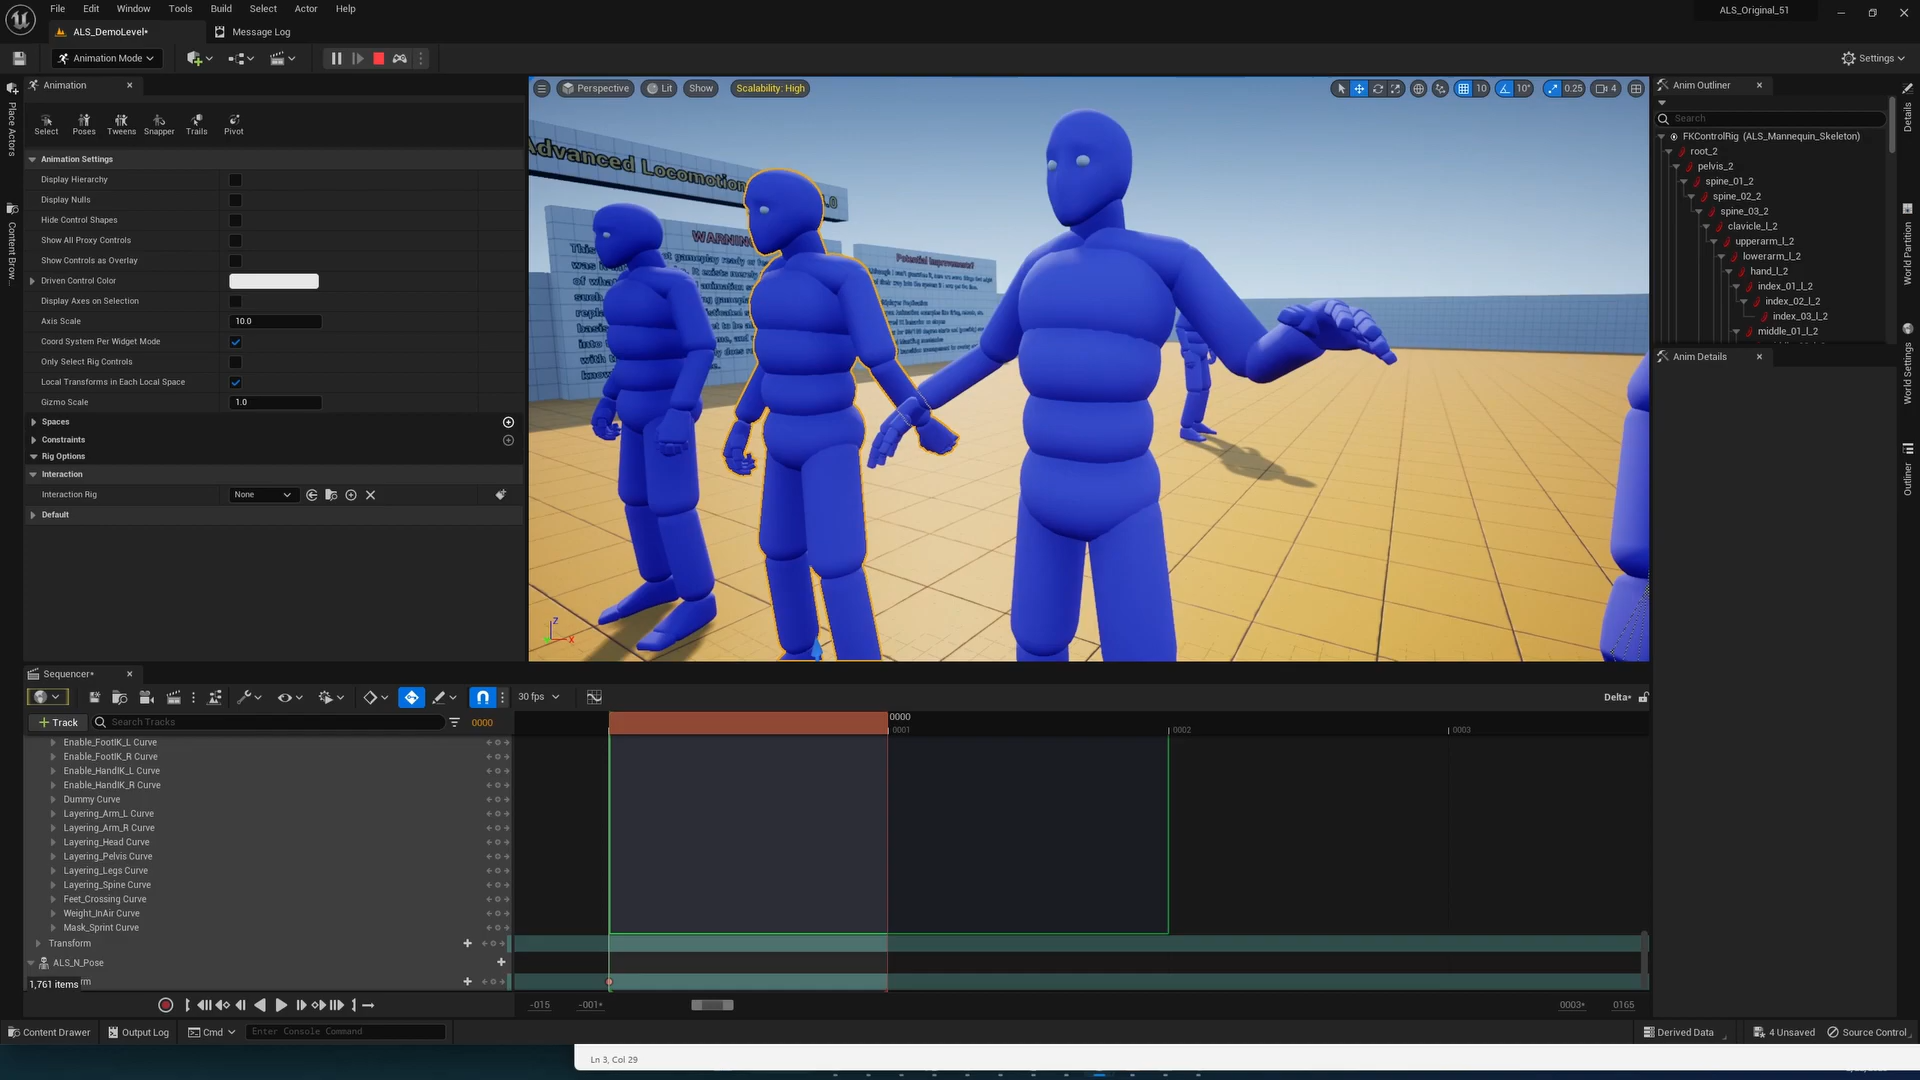 File Edit Window Tools Build Select Actor Help
ALS_Original_51
ALS_DemoLevel•
Message Log
Animation Mode
Settings
Animation
Select Poses Tweens Snapper Trails Pivot
Animation Settings
Display Hierarchy
Display Nulls
Hide Control Shapes
Show All Proxy Controls
Show Controls as Overlay
Driven Control Color
Display Axes on Selection
Axis Scale 10.0
Coord System Per Widget Mode
Only Select Rig Controls
Local Transforms in Each Local Space
Gizmo Scale 1.0
Spaces
Constraints
Rig Options
Interaction
Interaction Rig None
Default
Place Actors
Content Brow...
Perspective Lit Show Scalability: High
10 10° 0.25 4
Advanced Locomotion
.0
WARNIN
Potential Improvements?
Z
X
Anim Outliner
Search
FKControlRig (ALS_Mannequin_Skeleton)
root_2
pelvis_2
spine_01_2
spine_02_2
spine_03_2
clavicle_l_2
upperarm_l_2
lowerarm_l_2
hand_l_2
index_01_l_2
index_02_l_2
index_03_l_2
middle_01_l_2
Anim Details
Details
World Partition
World Settings
Outliner
Sequencer•
30 fps
Delta•
Track Search Tracks 0000
0000
0001 0002 0003
Enable_FootIK_L Curve
Enable_FootIK_R Curve
Enable_HandIK_L Curve
Enable_HandIK_R Curve
Dummy Curve
Layering_Arm_L Curve
Layering_Arm_R Curve
Layering_Head Curve
Layering_Pelvis Curve
Layering_Legs Curve
Layering_Spine Curve
Feet_Crossing Curve
Weight_InAir Curve
Mask_Sprint Curve
Transform
ALS_N_Pose
1,761 items
rm
-015 -001* 0003* 0165
Content Drawer Output Log Cmd Enter Console Command
Derived Data 4 Unsaved Source Control
Ln 3, Col 29